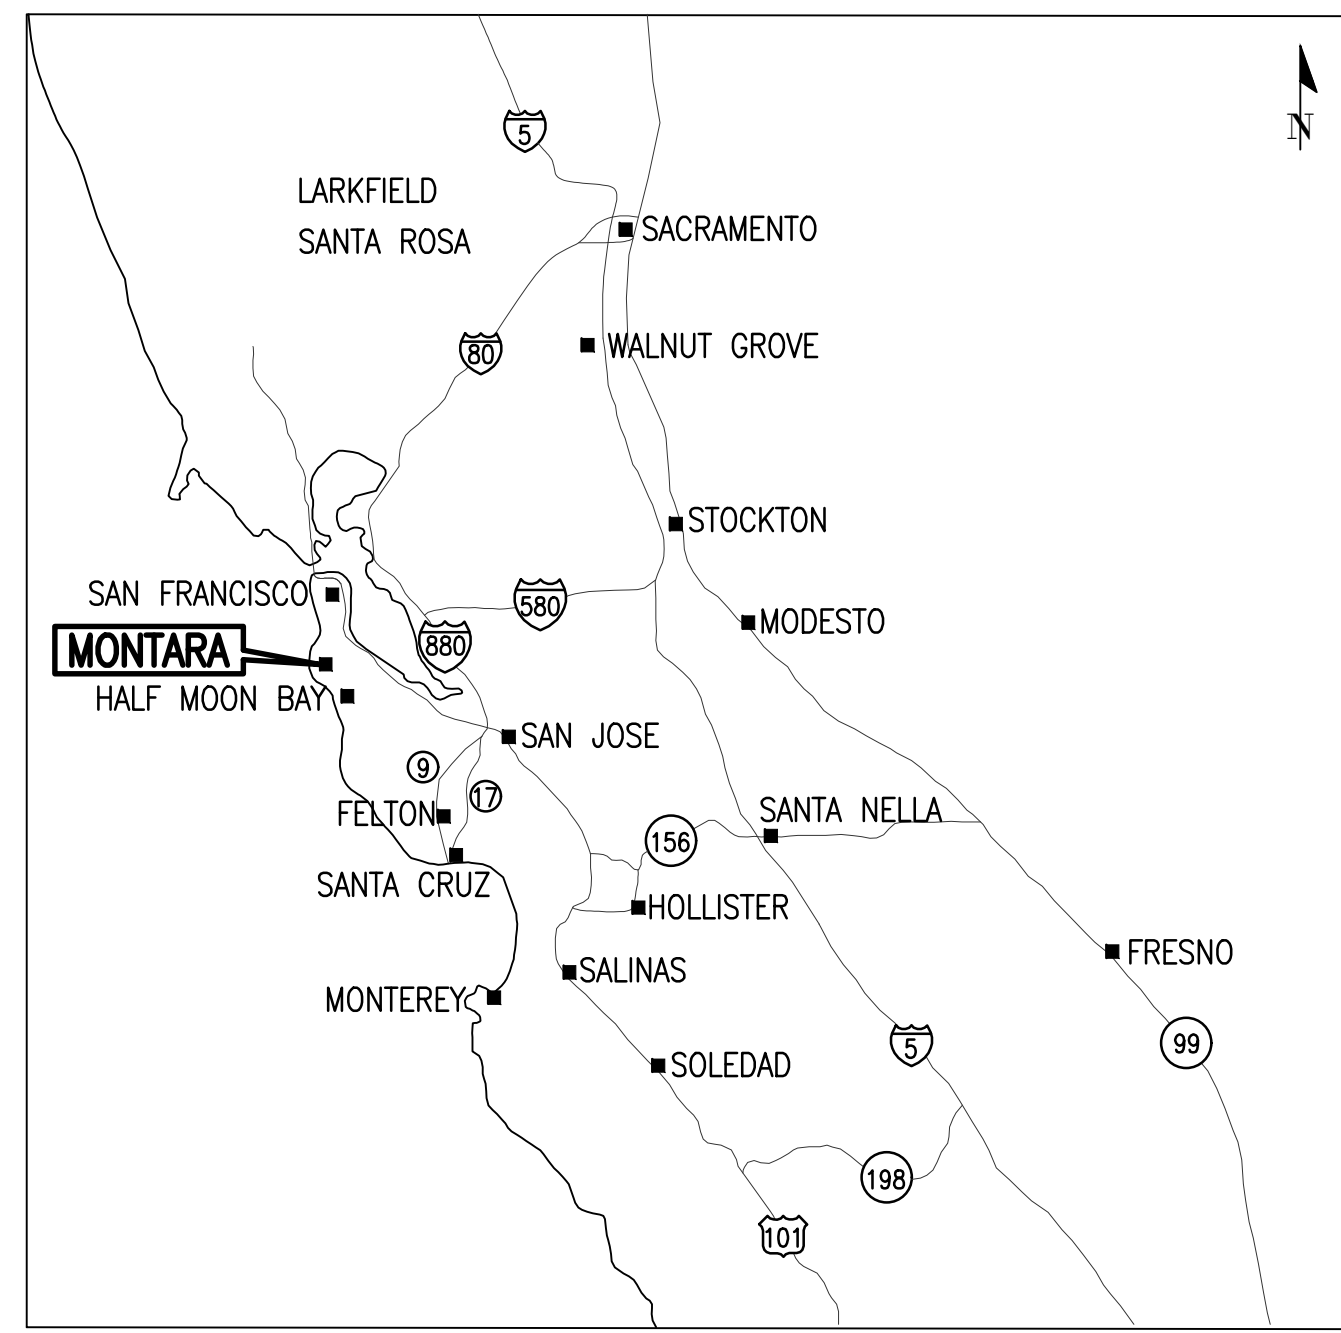 5
N
LARKFIELD
SANTA ROSA
SACRAMENTO
80
WALNUT GROVE
STOCKTON
SAN FRANCISCO
580
MODESTO
880
MONTARA
HALF MOON BAY
SAN JOSE
9
17
FELTON
SANTA NELLA
156
SANTA CRUZ
HOLLISTER
FRESNO
SALINAS
MONTEREY
5
99
SOLEDAD
198
101